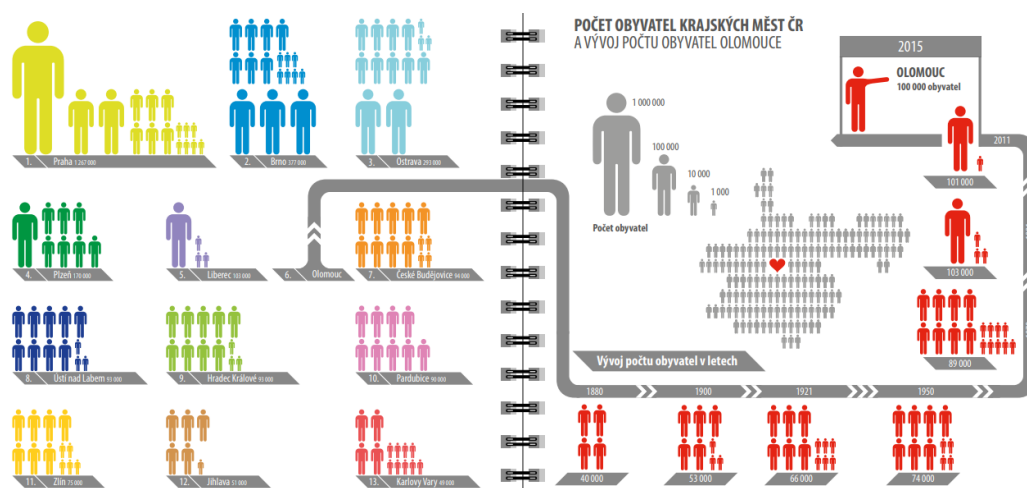 1. Praha 1 267 000
2. Brno 377 000
3. Ostrava 293 000
4. Plzeň 170 000
5. Liberec 103 000
6. Olomouc
7. České Budějovice 94 000
8. Ústí nad Labem 93 000
9. Hradec Králové 93 000
10. Pardubice 90 000
11. Zlín 75 000
12. Jihlava 51 000
13. Karlovy Vary 49 000
POČET OBYVATEL KRAJSKÝCH MĚST ČR
A VÝVOJ POČTU OBYVATEL OLOMOUCE
1 000 000
100 000
10 000
1 000
Počet obyvatel
2015
OLOMOUC
100 000 obyvatel
2011
101 000
103 000
89 000
Vývoj počtu obyvatel v letech
1880
1900
1921
1950
40 000
53 000
66 000
74 000